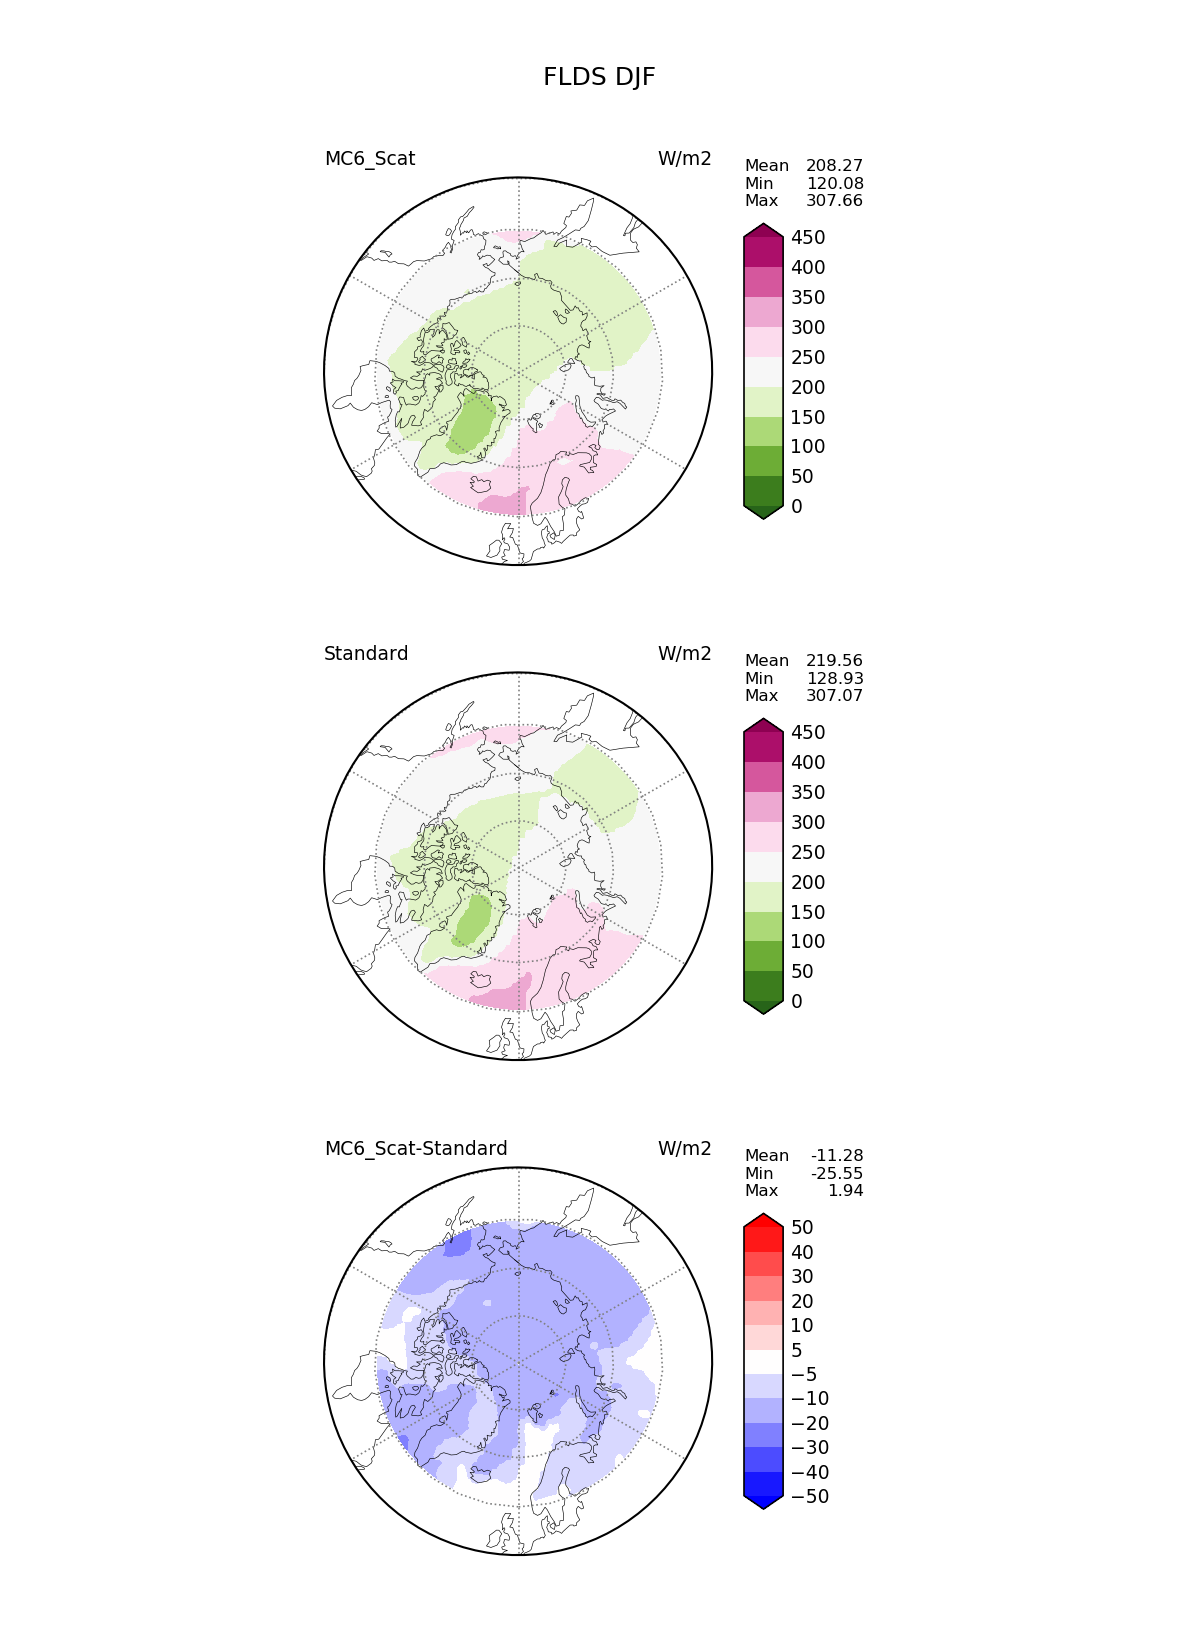 FLDS DJF
MC6_Scat W/m2
Mean 208.27
Min 120.08
Max 307.66
450
400
350
300
250
200
150
100
50
0
Standard W/m2
Mean 219.56
Min 128.93
Max 307.07
450
400
350
300
250
200
150
100
50
0
MC6_Scat-Standard W/m2
Mean -11.28
Min -25.55
Max 1.94
50
40
30
20
10
5
−5
−10
−20
−30
−40
−50